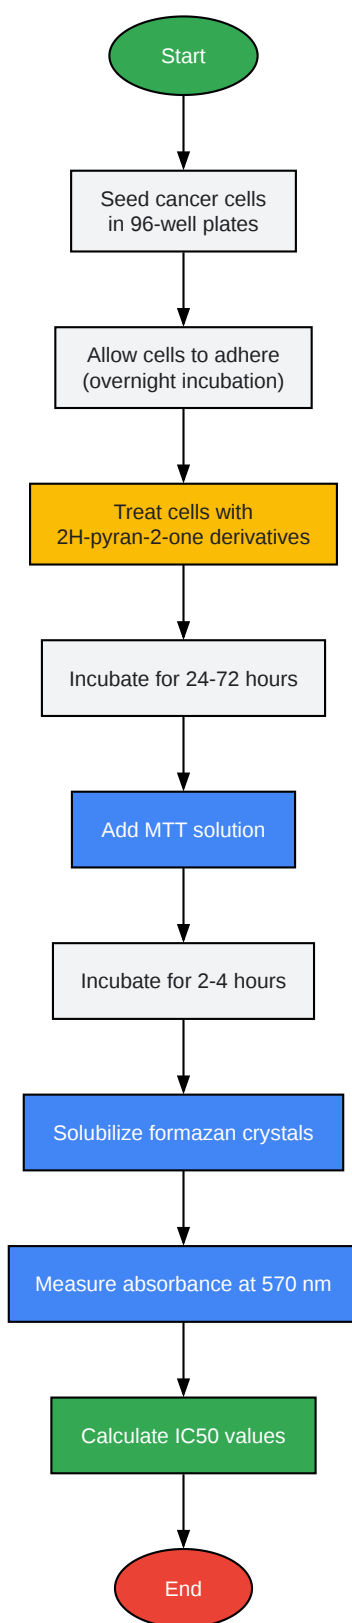 Start
Seed cancer cells
in 96-well plates
Allow cells to adhere
(overnight incubation)
Treat cells with
2H-pyran-2-one derivatives
Incubate for 24-72 hours
Add MTT solution
Incubate for 2-4 hours
Solubilize formazan crystals
Measure absorbance at 570 nm
Calculate IC50 values
End